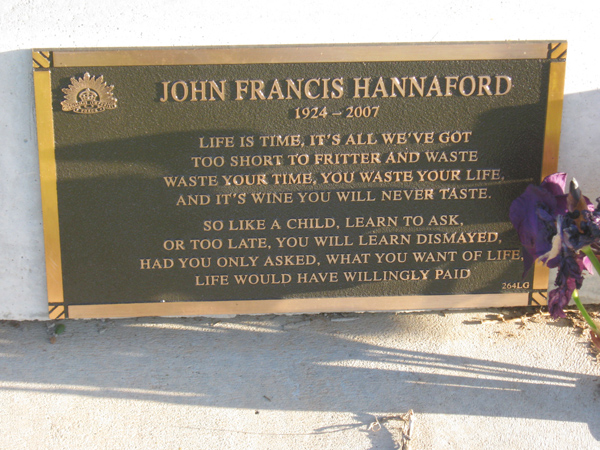 JOHN FRANCIS HANNAFORD
1924 – 2007
LIFE IS TIME, IT'S ALL WE'VE GOT
TOO SHORT TO FRITTER AND WASTE
WASTE YOUR TIME, YOU WASTE YOUR LIFE,
AND IT'S WINE YOU WILL NEVER TASTE.
SO LIKE A CHILD, LEARN TO ASK,
OR TOO LATE, YOU WILL LEARN DISMAYED,
HAD YOU ONLY ASKED, WHAT YOU WANT OF LIFE,
LIFE WOULD HAVE WILLINGLY PAID
264LG